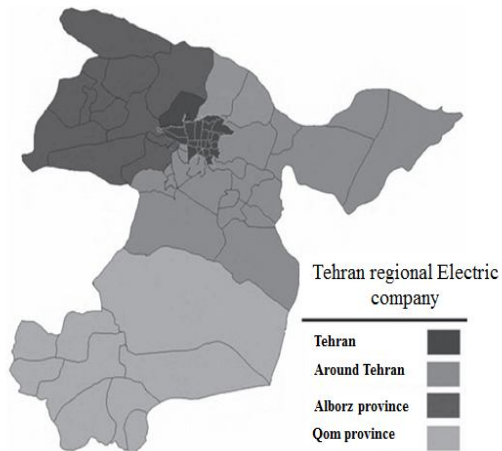 Tehran regional Electric
company
Tehran
Around Tehran
Alborz province
Qom province